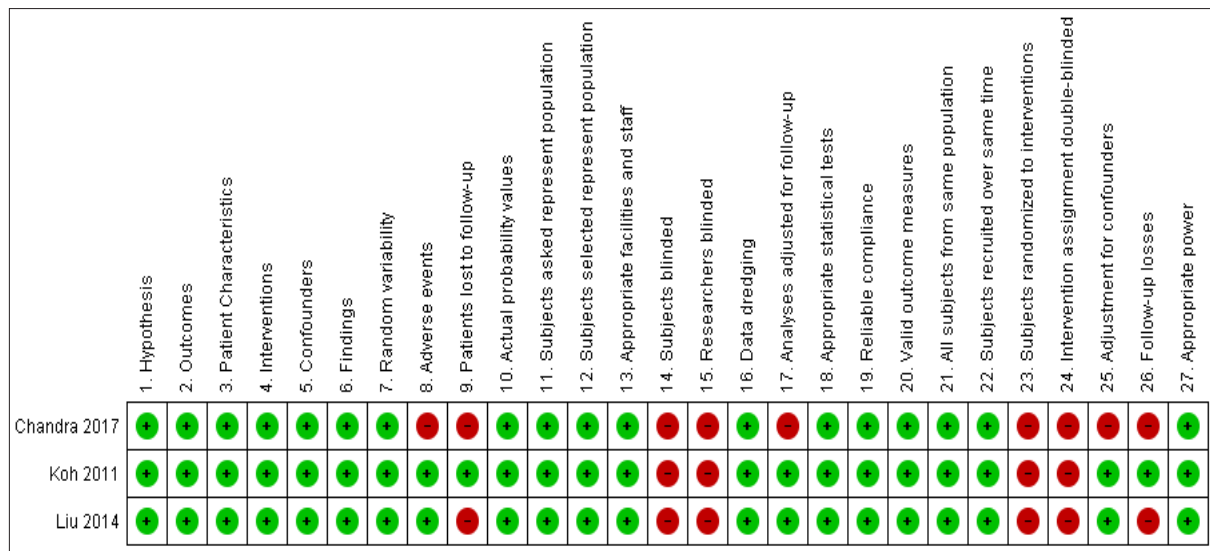 1. Hypothesis
2. Outcomes
3. Patient Characteristics
4. Interventions
5. Confounders
6. Findings
7. Random variability
8. Adverse events
9. Patients lost to follow-up
10. Actual probability values
11. Subjects asked represent population
12. Subjects selected represent population
13. Appropriate facilities and staff
14. Subjects blinded
15. Researchers blinded
16. Data dredging
17. Analyses adjusted for follow-up
18. Appropriate statistical tests
19. Reliable compliance
20. Valid outcome measures
21. All subjects from same population
22. Subjects recruited over same time
23. Subjects randomized to interventions
24. Intervention assignment double-blinded
25. Adjustment for confounders
26. Follow-up losses
27. Appropriate power
Chandra 2017 + + + + + + + - - + + + + - - + - + + + + + - - - - +
Koh 2011 + + + + + + + + + + + + + - - + + + + + + + - - + + +
Liu 2014 + + + + + + + + - + + + + - - + + + + + + + - - + - +